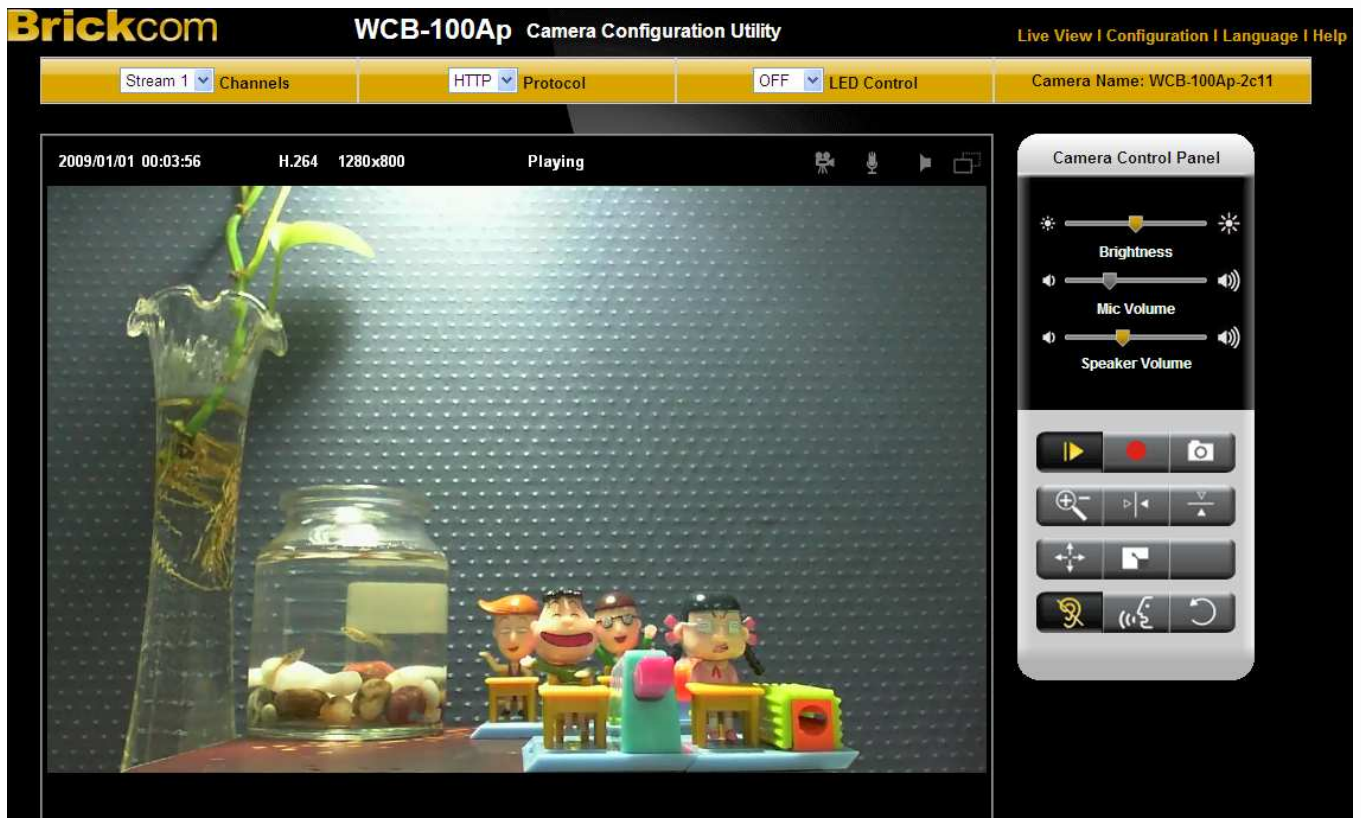 Brickcom
WCB-100Ap Camera Configuration Utility
Live View I Configuration I Language I Help
Stream 1 Channels
HTTP Protocol
OFF LED Control
Camera Name: WCB-100Ap-2c11
2009/01/01 00:03:56 H.264 1280x800 Playing
Camera Control Panel
Brightness
Mic Volume
Speaker Volume